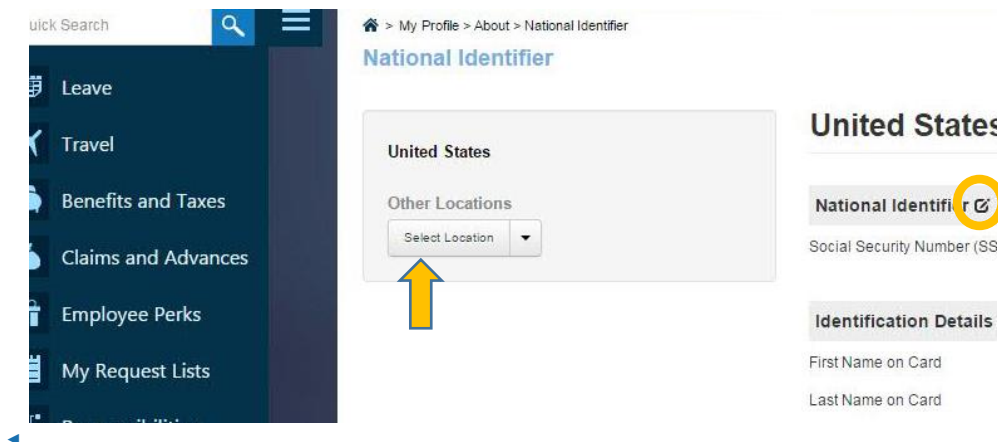 uick Search
Leave
Travel
Benefits and Taxes
Claims and Advances
Employee Perks
My Request Lists
> My Profile > About > National Identifier
National Identifier
United States
Other Locations
Select Location
United States
National Identifier
Social Security Number (SS
Identification Details
First Name on Card
Last Name on Card